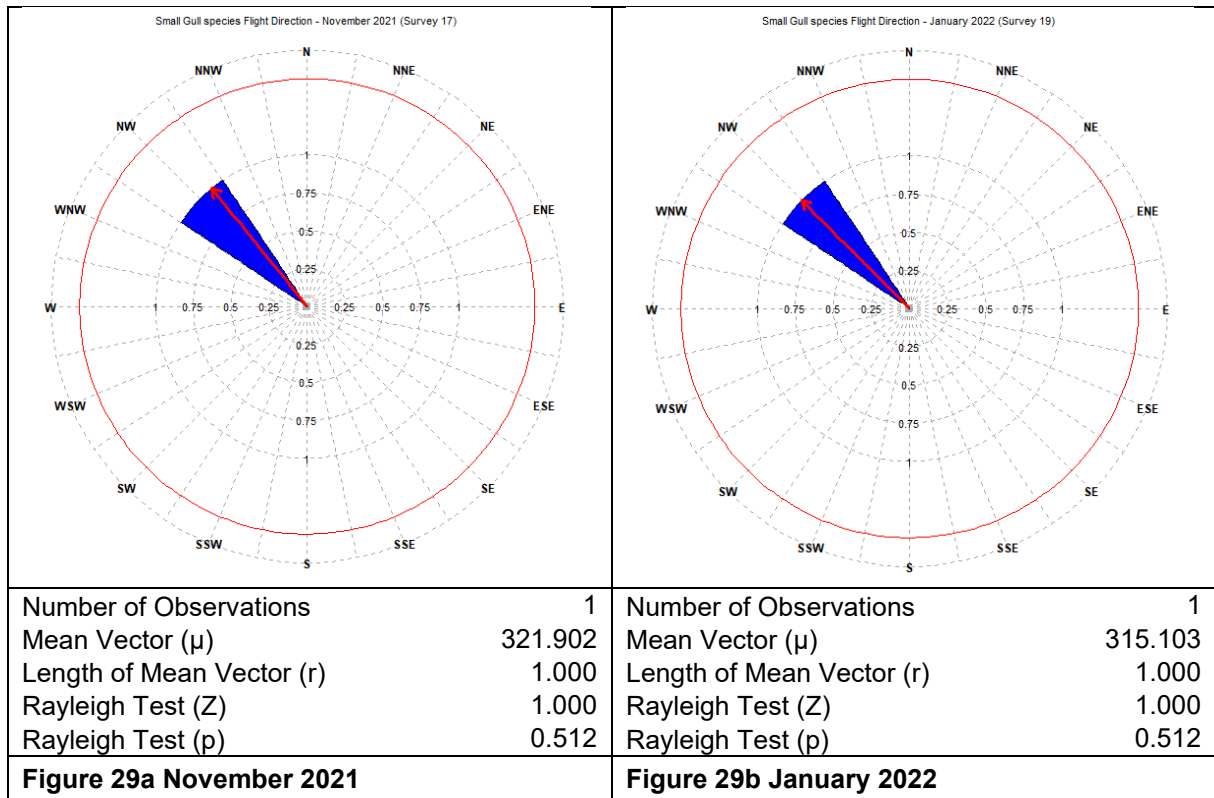 Small Gull species Flight Direction - November 2021 (Survey 17)
N
NNW
NNE
NW
NE
1
0.75
WNW
ENE
0.5
0.25
W
1
0.75
0.5
0.25
0.25
0.5
0.75
1
E
0.25
0.5
WSW
ESE
0.75
1
SW
SE
SSW
SSE
S
Small Gull species Flight Direction - January 2022 (Survey 19)
N
NNW
NNE
NW
NE
1
0.75
WNW
ENE
0.5
0.25
W
1
0.75
0.5
0.25
0.25
0.5
0.75
1
E
0.25
0.5
WSW
ESE
0.75
1
SW
SE
SSW
SSE
S
Number of Observations 1
Mean Vector (µ) 321.902
Length of Mean Vector (r) 1.000
Rayleigh Test (Z) 1.000
Rayleigh Test (p) 0.512
Figure 29a November 2021
Number of Observations 1
Mean Vector (µ) 315.103
Length of Mean Vector (r) 1.000
Rayleigh Test (Z) 1.000
Rayleigh Test (p) 0.512
Figure 29b January 2022